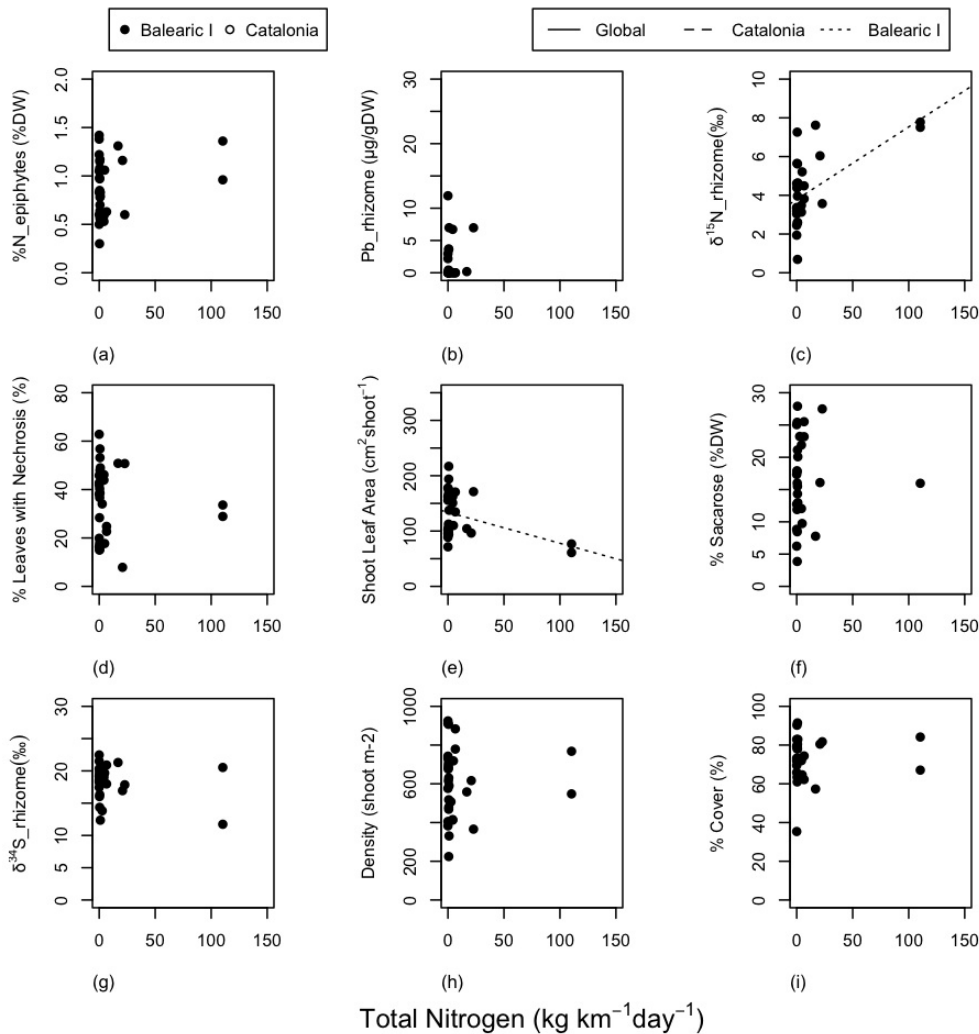 Balearic I Catalonia
Global Catalonia Balearic I
%N_epiphytes (%DW)
0.0 0.5 1.0 1.5 2.0
0 50 100 150
(a)
Pb_rhizome (µg/gDW)
0 5 10 20 30
0 50 100 150
(b)
δ¹⁵N_rhizome(‰)
0 2 4 6 8 10
0 50 100 150
(c)
% Leaves with Nechrosis (%)
0 20 40 60 80
0 50 100 150
(d)
Shoot Leaf Area (cm² shoot⁻¹)
0 100 200 300
0 50 100 150
(e)
% Sacarose (%DW)
0 5 10 20 30
0 50 100 150
(f)
δ³⁴S_rhizome(‰)
0 5 10 20 30
0 50 100 150
(g)
Density (shoot m-2)
0 200 600 1000
0 50 100 150
(h)
% Cover (%)
0 20 40 60 80 100
0 50 100 150
(i)
Total Nitrogen (kg km⁻¹day⁻¹)